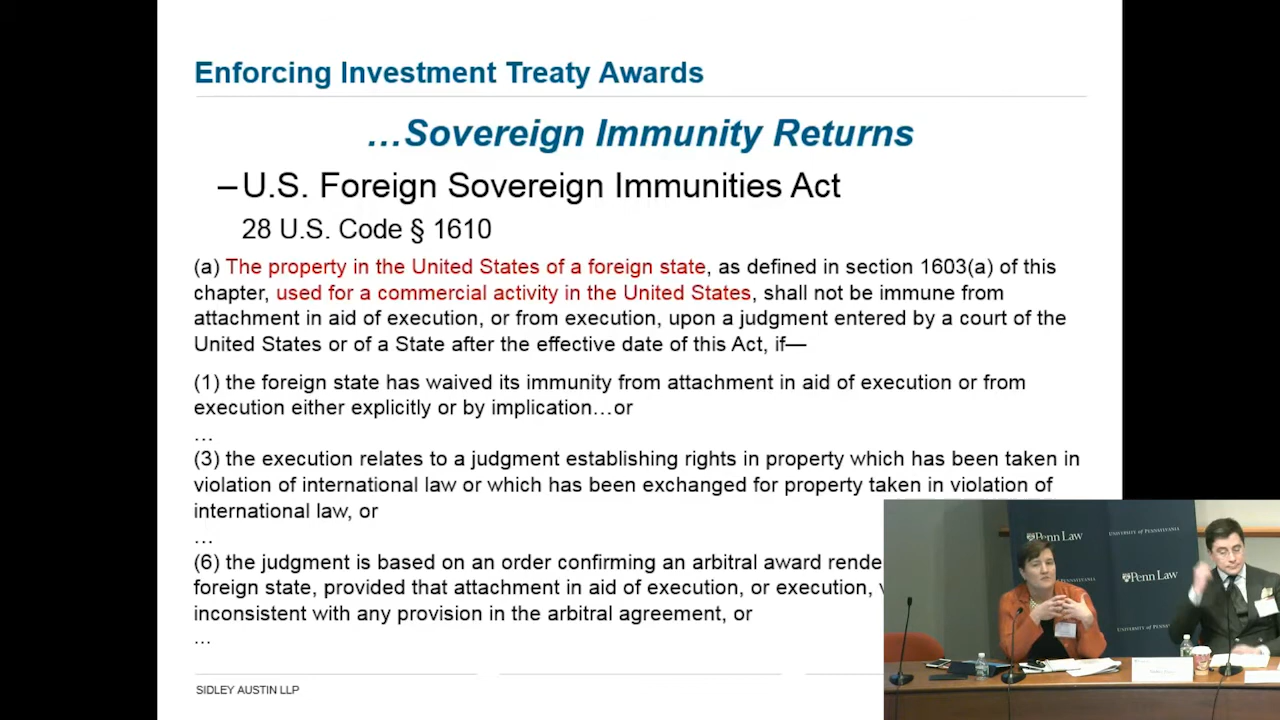 Enforcing Investment Treaty Awards
…Sovereign Immunity Returns
–U.S. Foreign Sovereign Immunities Act
28 U.S. Code § 1610
(a) The property in the United States of a foreign state, as defined in section 1603(a) of this
chapter, used for a commercial activity in the United States, shall not be immune from
attachment in aid of execution, or from execution, upon a judgment entered by a court of the
United States or of a State after the effective date of this Act, if—
(1) the foreign state has waived its immunity from attachment in aid of execution or from
execution either explicitly or by implication…or
…
(3) the execution relates to a judgment establishing rights in property which has been taken in
violation of international law or which has been exchanged for property taken in violation of
international law, or
…
(6) the judgment is based on an order confirming an arbitral award rende
foreign state, provided that attachment in aid of execution, or execution,
inconsistent with any provision in the arbitral agreement, or
…
SIDLEY AUSTIN LLP
Penn Law
UNIVERSITY OF PENNSYLVANIA
Penn Law
UNIVERSITY OF PENNSYLVANIA